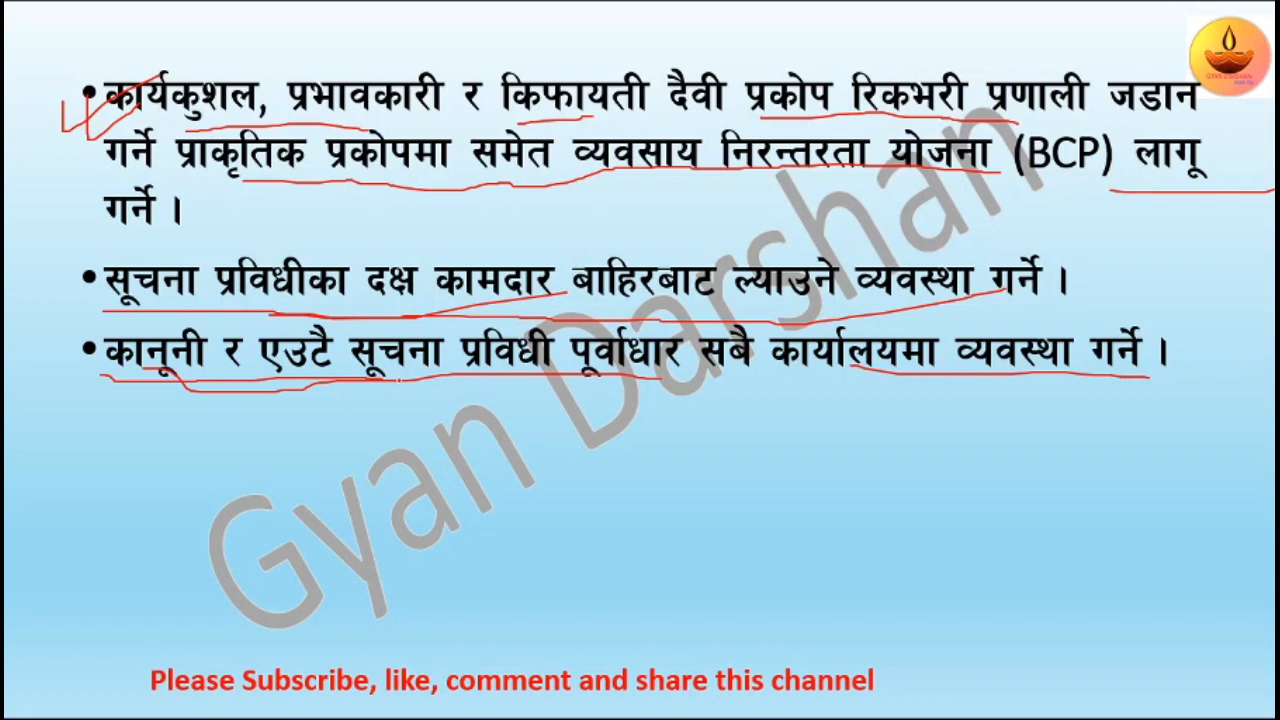 • कार्यकुशल, प्रभावकारी र किफायती दैवी प्रकोप रिकभरी प्रणाली जडान
गर्ने प्राकृतिक प्रकोपमा समेत व्यवसाय निरन्तरता योजना (BCP) लागू
गर्ने ।
• सूचना प्रविधीका दक्ष कामदार बाहिरबाट ल्याउने व्यवस्था गर्ने ।
• कानूनी र एउटै सूचना प्रविधी पूर्वाधार सबै कार्यालयमा व्यवस्था गर्ने ।
Gyan Darshan
Please Subscribe, like, comment and share this channel